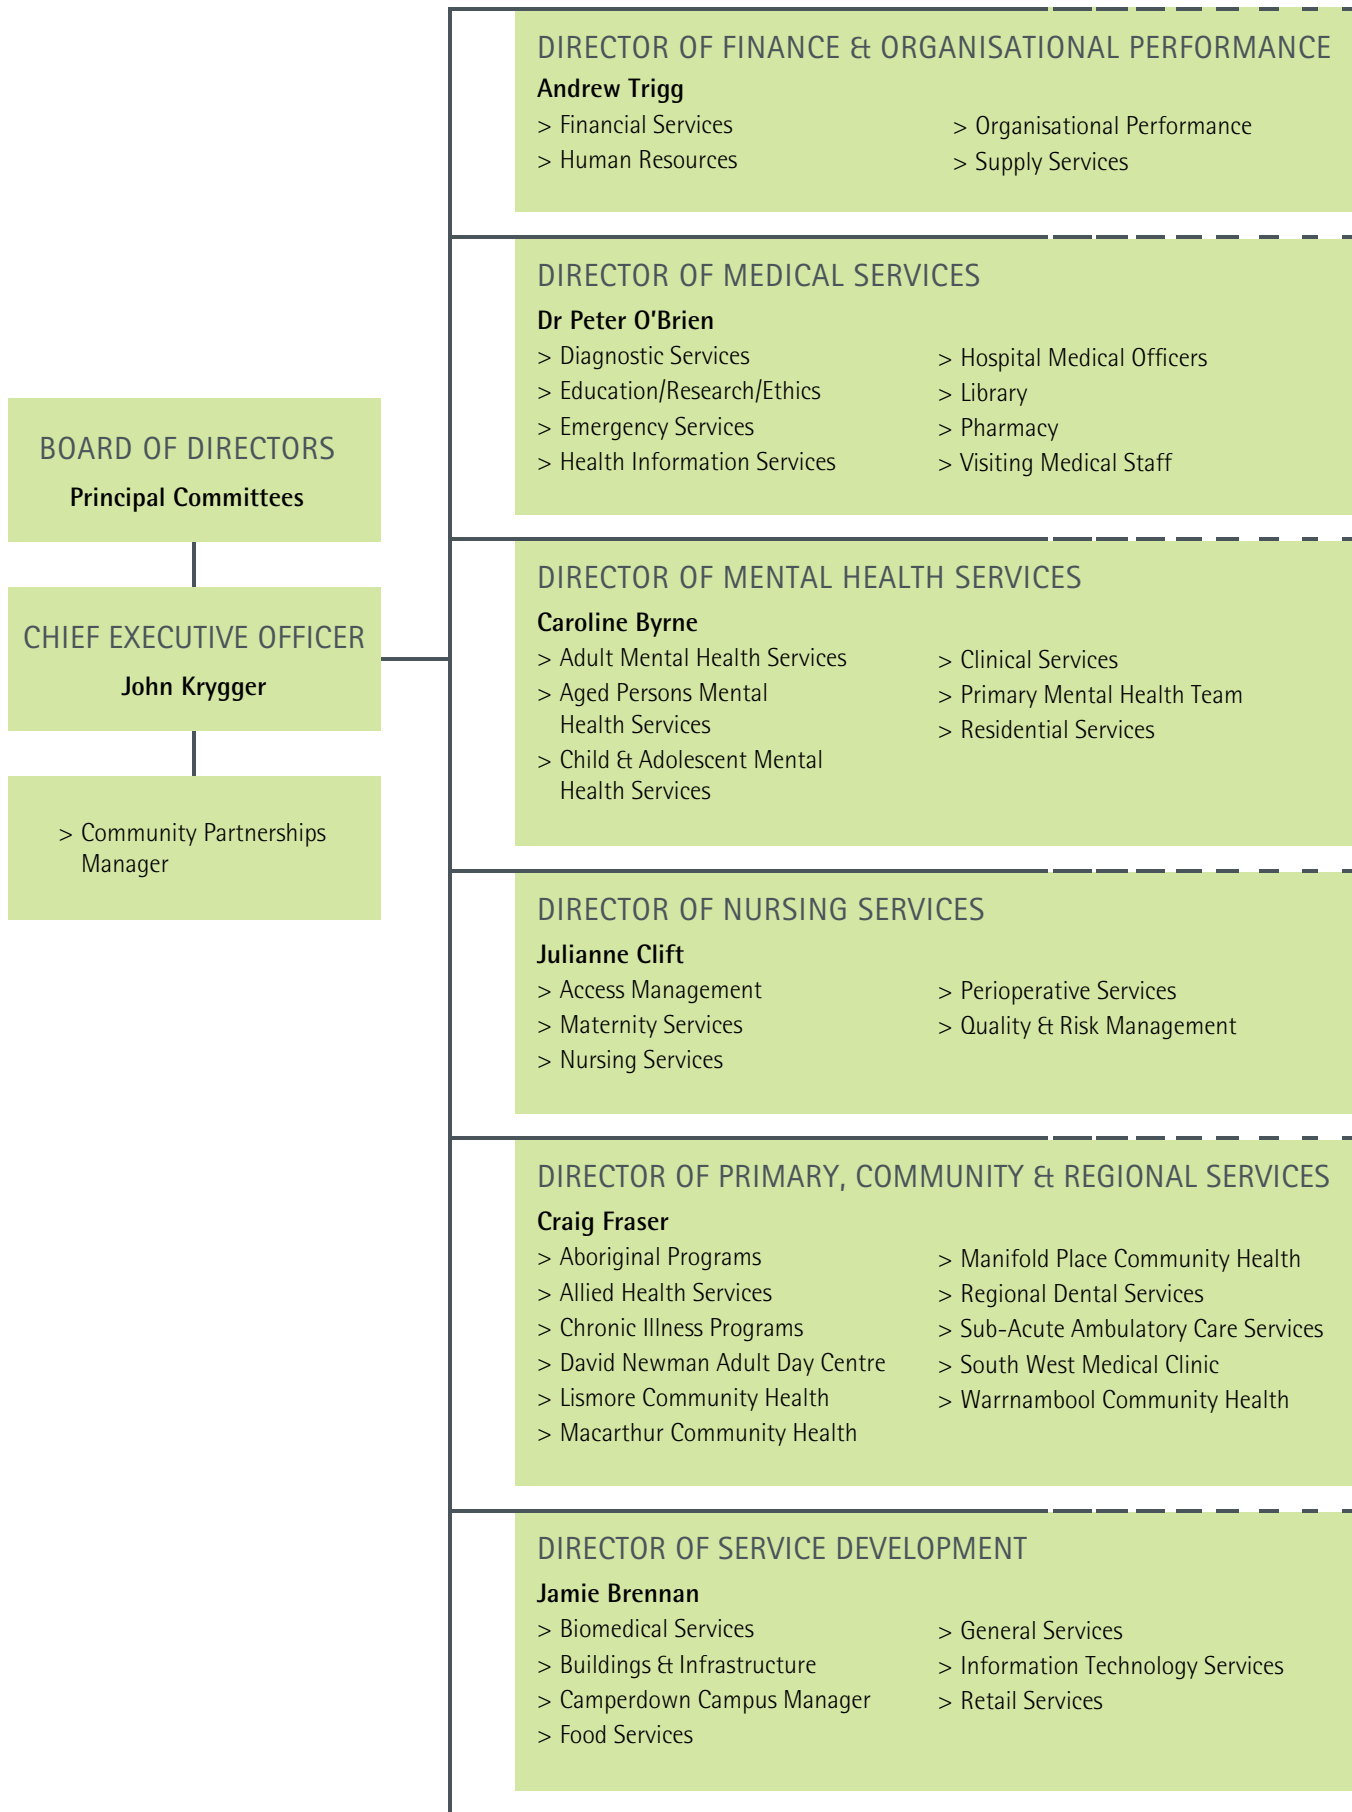 BOARD OF DIRECTORS
Principal Committees
CHIEF EXECUTIVE OFFICER
John Krygger
> Community Partnerships
Manager
DIRECTOR OF FINANCE & ORGANISATIONAL PERFORMANCE
Andrew Trigg
> Financial Services
> Human Resources
> Organisational Performance
> Supply Services
DIRECTOR OF MEDICAL SERVICES
Dr Peter O'Brien
> Diagnostic Services
> Education/Research/Ethics
> Emergency Services
> Health Information Services
> Hospital Medical Officers
> Library
> Pharmacy
> Visiting Medical Staff
DIRECTOR OF MENTAL HEALTH SERVICES
Caroline Byrne
> Adult Mental Health Services
> Aged Persons Mental
Health Services
> Child & Adolescent Mental
Health Services
> Clinical Services
> Primary Mental Health Team
> Residential Services
DIRECTOR OF NURSING SERVICES
Julianne Clift
> Access Management
> Maternity Services
> Nursing Services
> Perioperative Services
> Quality & Risk Management
DIRECTOR OF PRIMARY, COMMUNITY & REGIONAL SERVICES
Craig Fraser
> Aboriginal Programs
> Allied Health Services
> Chronic Illness Programs
> David Newman Adult Day Centre
> Lismore Community Health
> Macarthur Community Health
> Manifold Place Community Health
> Regional Dental Services
> Sub-Acute Ambulatory Care Services
> South West Medical Clinic
> Warrnambool Community Health
DIRECTOR OF SERVICE DEVELOPMENT
Jamie Brennan
> Biomedical Services
> Buildings & Infrastructure
> Camperdown Campus Manager
> Food Services
> General Services
> Information Technology Services
> Retail Services